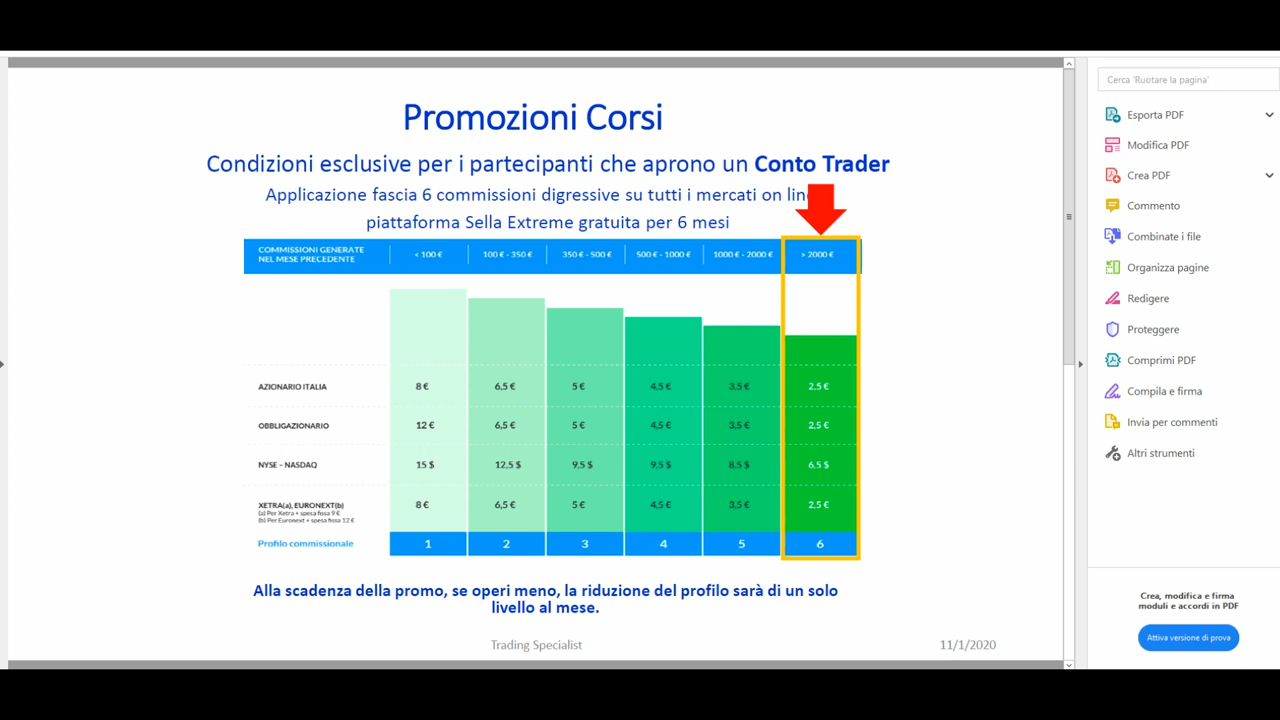 Promozioni Corsi
Condizioni esclusive per i partecipanti che aprono un Conto Trader
Applicazione fascia 6 commissioni digressive su tutti i mercati on
piattaforma Sella Extreme gratuita per 6 mesi
COMMISSIONI GENERATE
NEL MESE PRECEDENTE
< 100 € 100 € - 350 € 350 € - 500 € 500 € - 1000 € 1000 € - 2000 € > 2000 €
AZIONARIO ITALIA 8 € 6,5 € 5 € 4,5 € 3,5 € 2,5 €
OBBLIGAZIONARIO 12 € 6,5 € 5 € 4,5 € 3,5 € 2,5 €
NYSE - NASDAQ 15 $ 12,5 $ 9,5 $ 9,5 $ 8,5 $ 6,5 $
XETRA(a), EURONEXT(b) 8 € 6,5 € 5 € 4,5 € 3,5 € 2,5 €
(a) Per Xetra + spesa fissa 9 €
(b) Per Euronext + spesa fissa 12 €
Profilo commissionale 1 2 3 4 5 6
Alla scadenza della promo, se operi meno, la riduzione del profilo sarà di un solo
livello al mese.
Trading Specialist 11/1/2020
Cerca 'Ruotare la pagina'
Esporta PDF
Modifica PDF
Crea PDF
Commento
Combinate i file
Organizza pagine
Redigere
Proteggere
Comprimi PDF
Compila e firma
Invia per commenti
Altri strumenti
Crea, modifica e firma
moduli e accordi in PDF
Attiva versione di prova